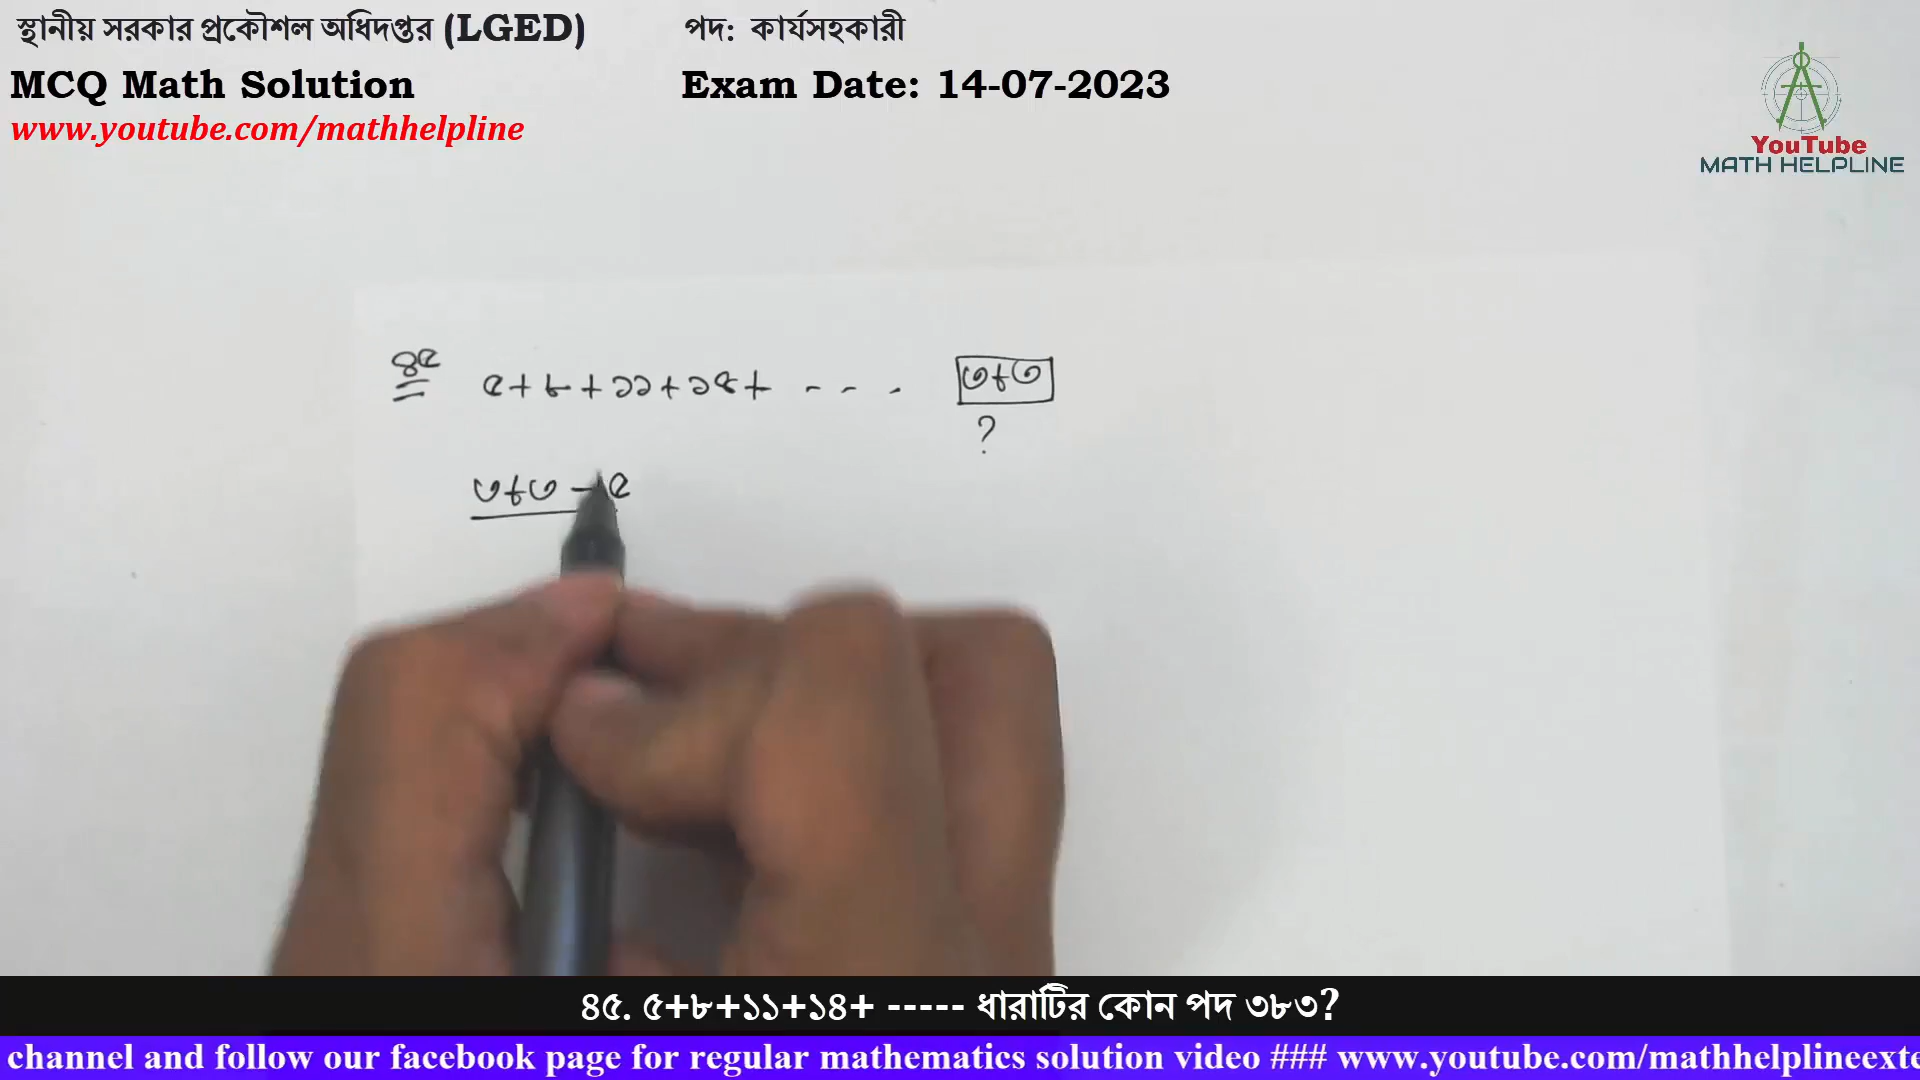 স্থানীয় সরকার প্রকৌশল অধিদপ্তর (LGED) পদ: কার্যসহকারী
MCQ Math Solution Exam Date: 14-07-2023
www.youtube.com/mathhelpline
YouTube
MATH HELPLINE
৪৫ ৫+৮+১১+১৪+ - - - ৩৮৩
?
৩৮৩ - ৫
৪৫. ৫+৮+১১+১৪+ ----- ধারাটির কোন পদ ৩৮৩?
channel and follow our facebook page for regular mathematics solution video ### www.youtube.com/mathhelplineexte